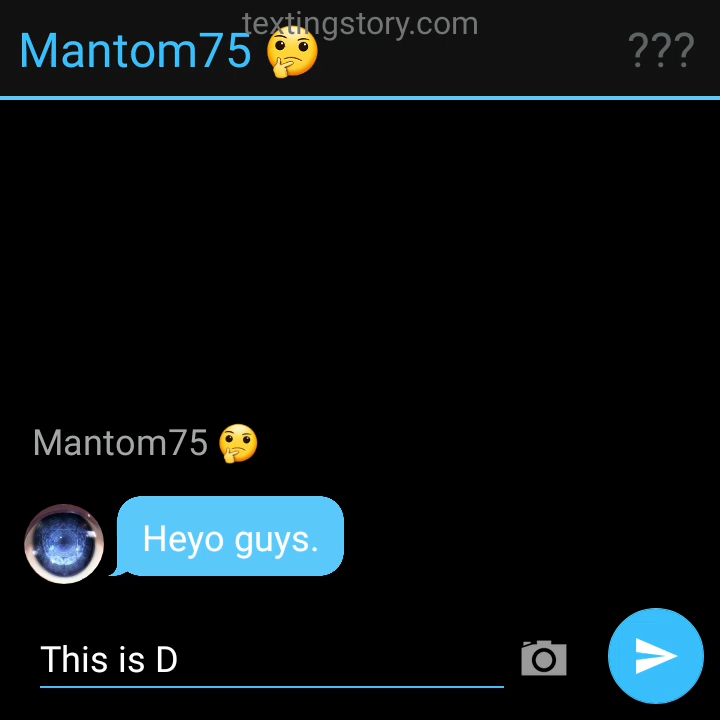 textingstory.com
Mantom75 🤔 ???
Mantom75 🤔
Heyo guys.
This is D